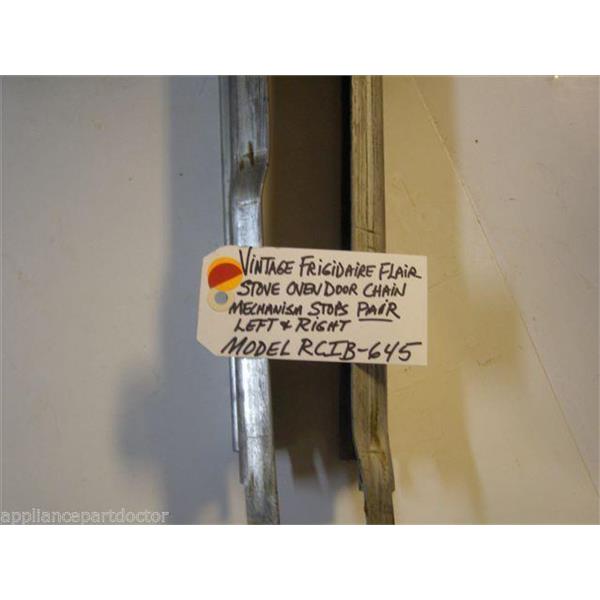 VINTAGE FRIGIDAIRE FLAIR
STOVE OVEN DOOR CHAIN
MECHANISM STOPS PAIR
LEFT & RIGHT
MODEL RCIB-645
appliancepartdoctor